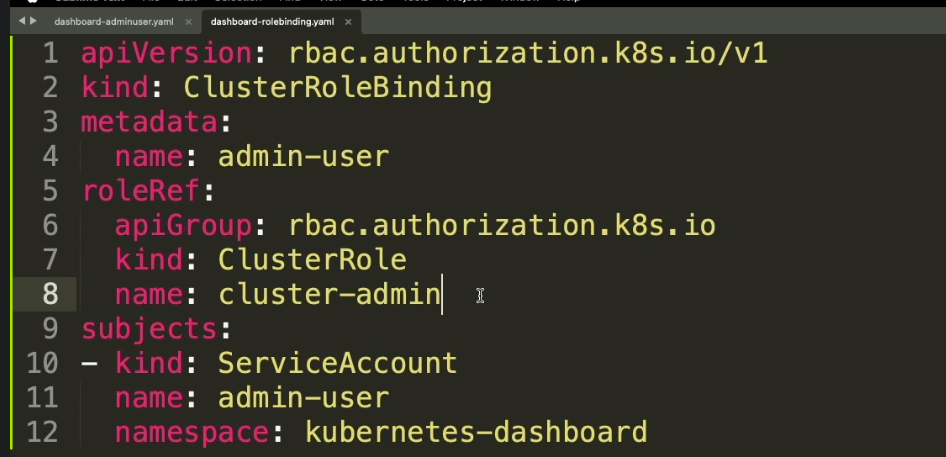 dashboard-adminuser.yaml × dashboard-rolebinding.yaml ×
1 apiVersion: rbac.authorization.k8s.io/v1
2 kind: ClusterRoleBinding
3 metadata:
4   name: admin-user
5 roleRef:
6   apiGroup: rbac.authorization.k8s.io
7   kind: ClusterRole
8   name: cluster-admin
9 subjects:
10 - kind: ServiceAccount
11   name: admin-user
12   namespace: kubernetes-dashboard